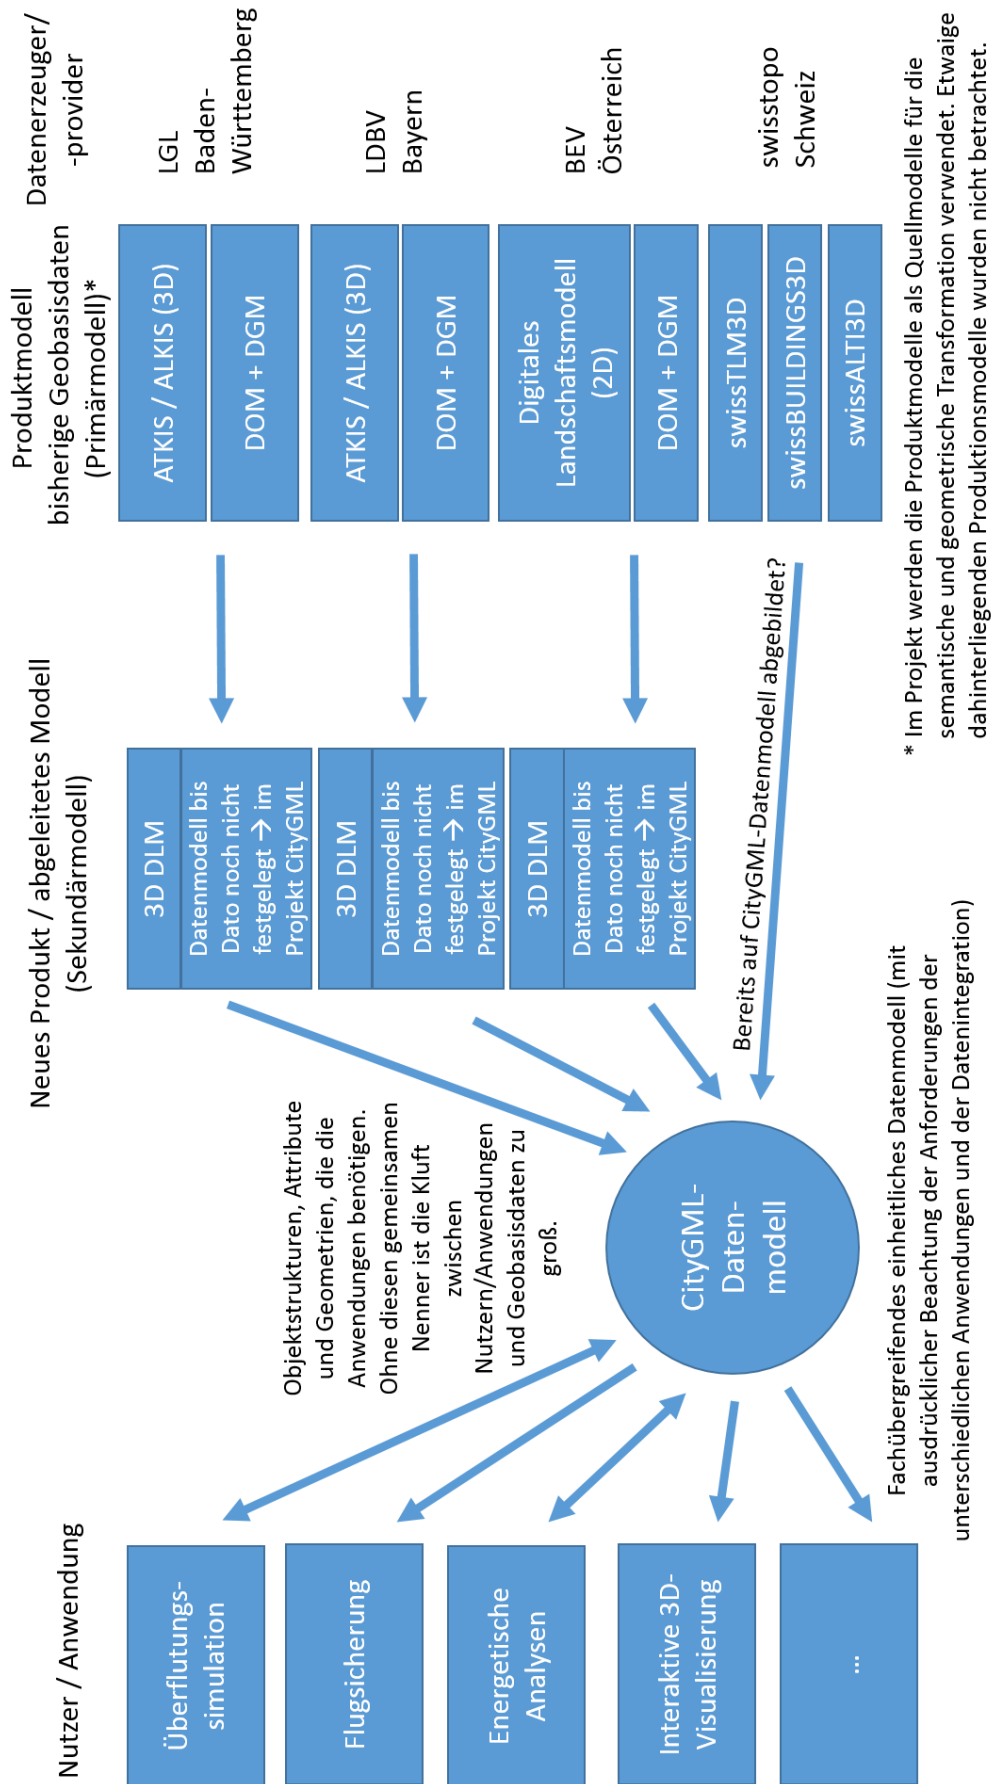 Nutzer / Anwendung
Überflutungs-
simulation
Flugsicherung
Energetische
Analysen
Interaktive 3D-
Visualisierung
...
Objektstrukturen, Attribute
und Geometrien, die die
Anwendungen benötigen.
Ohne diesen gemeinsamen
Nenner ist die Kluft
zwischen
Nutzern/Anwendungen
und Geobasisdaten zu
groß.
CityGML-
Daten-
modell
Fachübergreifendes einheitliches Datenmodell (mit
ausdrücklicher Beachtung der Anforderungen der
unterschiedlichen Anwendungen und der Datenintegration)
Neues Produkt / abgeleitetes Modell
(Sekundärmodell)
3D DLM
Datenmodell bis
Dato noch nicht
festgelegt → im
Projekt CityGML
3D DLM
Datenmodell bis
Dato noch nicht
festgelegt → im
Projekt CityGML
3D DLM
Datenmodell bis
Dato noch nicht
festgelegt → im
Projekt CityGML
Bereits auf CityGML-Datenmodell abgebildet?
Produktmodell
bisherige Geobasisdaten
(Primärmodell)*
ATKIS / ALKIS (3D)
DOM + DGM
ATKIS / ALKIS (3D)
DOM + DGM
Digitales
Landschaftsmodell
(2D)
DOM + DGM
swissTLM3D
swissBUILDINGS3D
swissALTI3D
Datenerzeuger/
-provider
LGL
Baden-
Württemberg
LDBV
Bayern
BEV
Österreich
swisstopo
Schweiz
* Im Projekt werden die Produktmodelle als Quellmodelle für die
semantische und geometrische Transformation verwendet. Etwaige
dahinterliegenden Produktionsmodelle wurden nicht betrachtet.